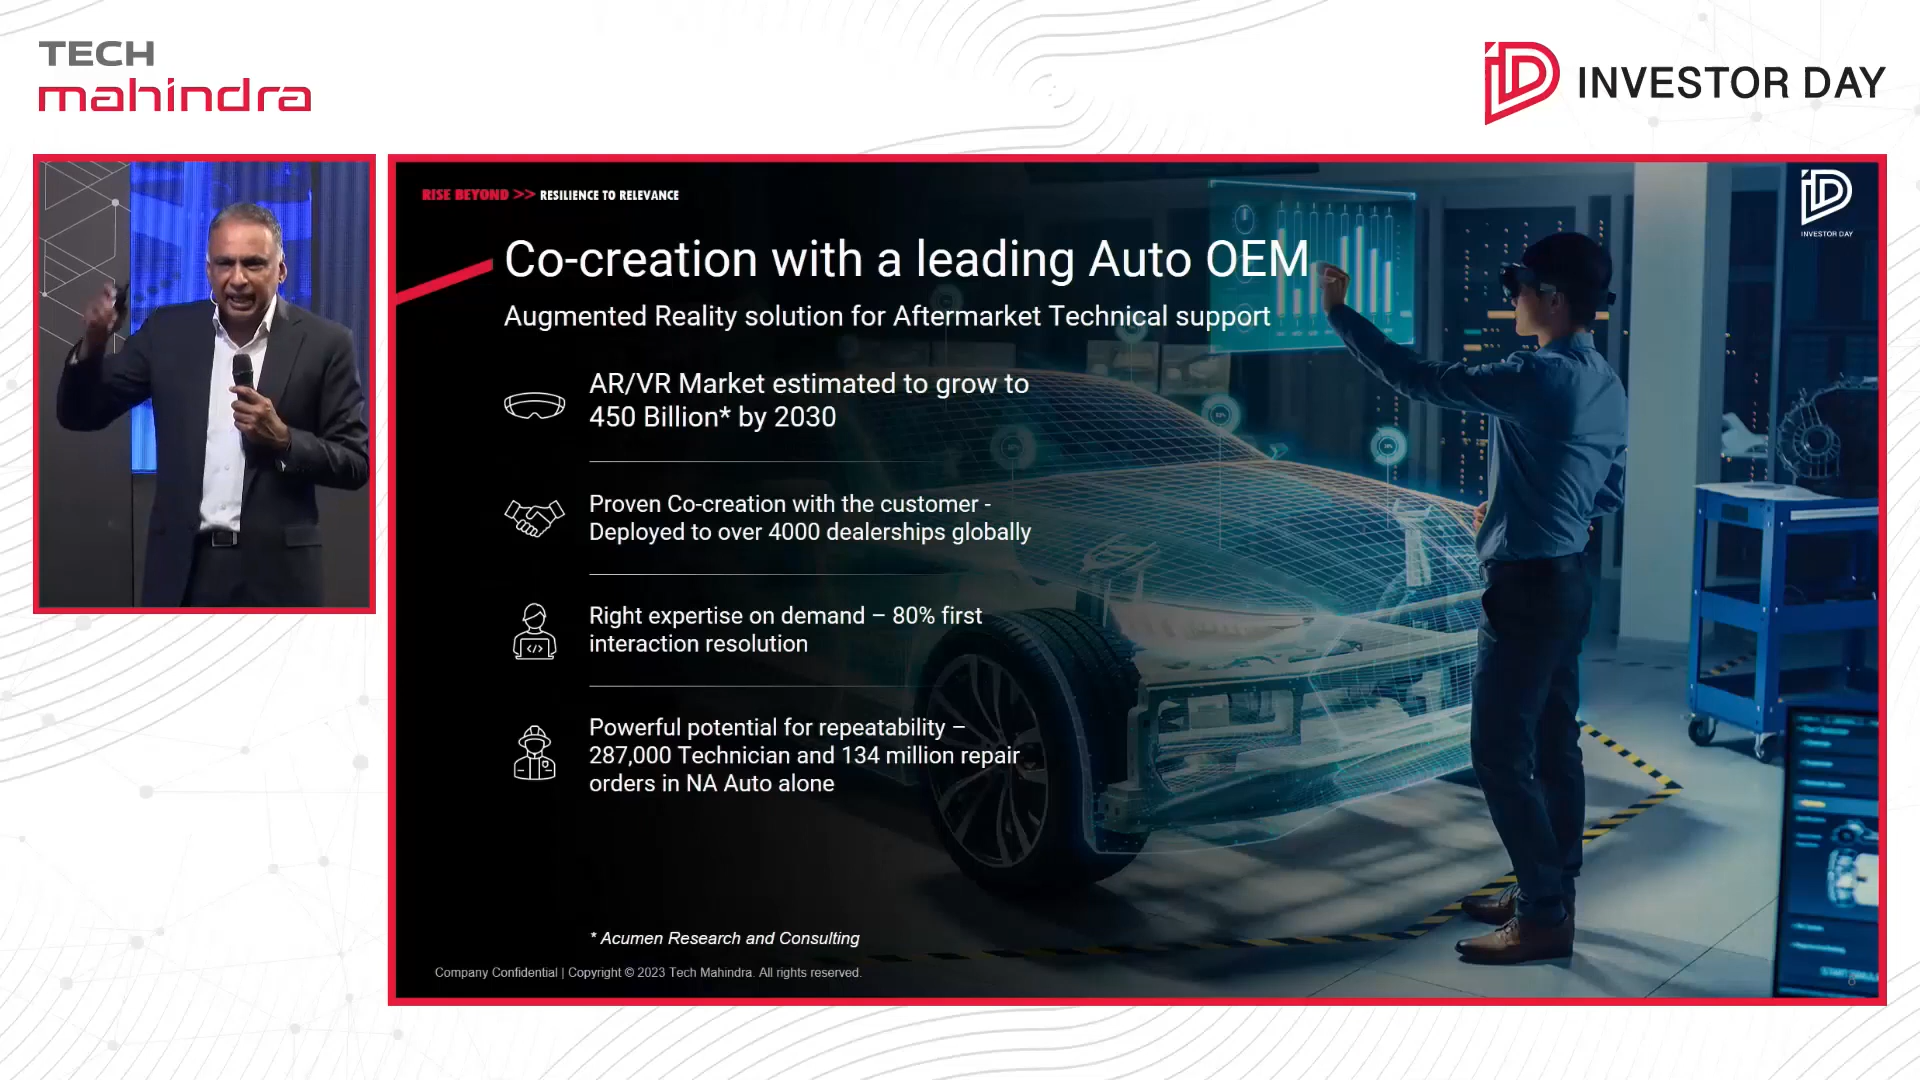 TECH
mahindra
INVESTOR DAY
RISE BEYOND >> RESILIENCE TO RELEVANCE
INVESTOR DAY
Co-creation with a leading Auto OEM
Augmented Reality solution for Aftermarket Technical support
AR/VR Market estimated to grow to
450 Billion* by 2030
Proven Co-creation with the customer -
Deployed to over 4000 dealerships globally
Right expertise on demand – 80% first
interaction resolution
Powerful potential for repeatability –
287,000 Technician and 134 million repair
orders in NA Auto alone
* Acumen Research and Consulting
Company Confidential | Copyright © 2023 Tech Mahindra. All rights reserved.